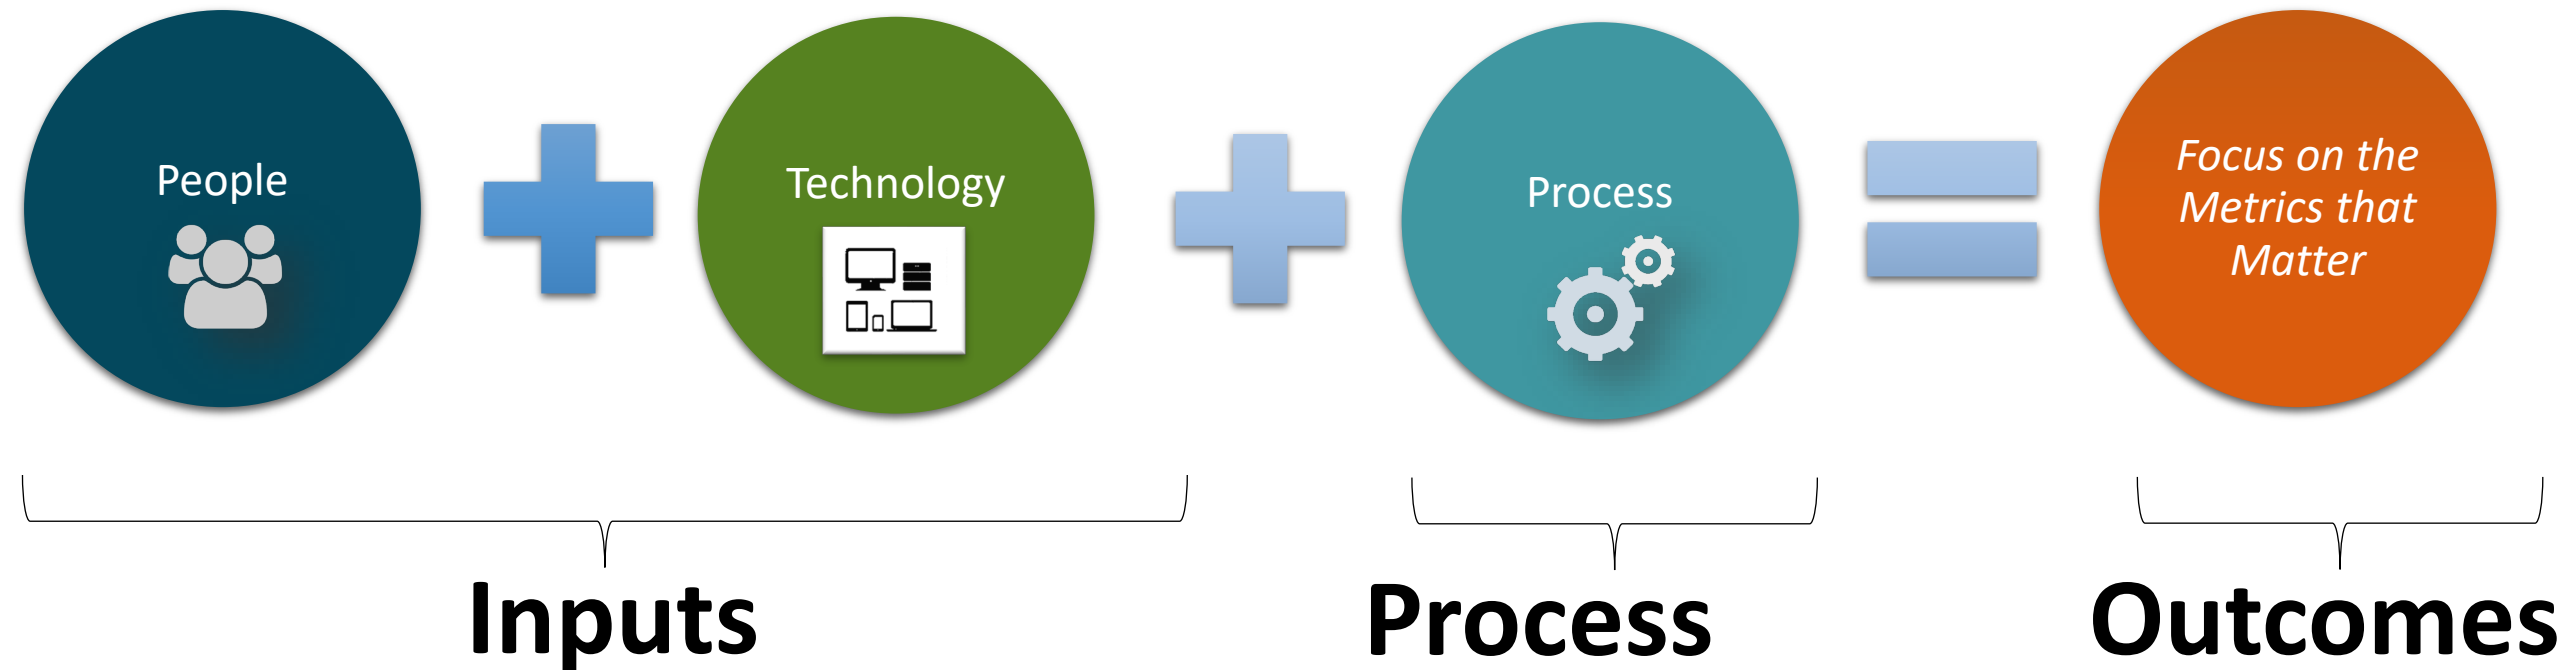 People
Technology
Process
Focus on the
Metrics that
Matter
Inputs
Process
Outcomes